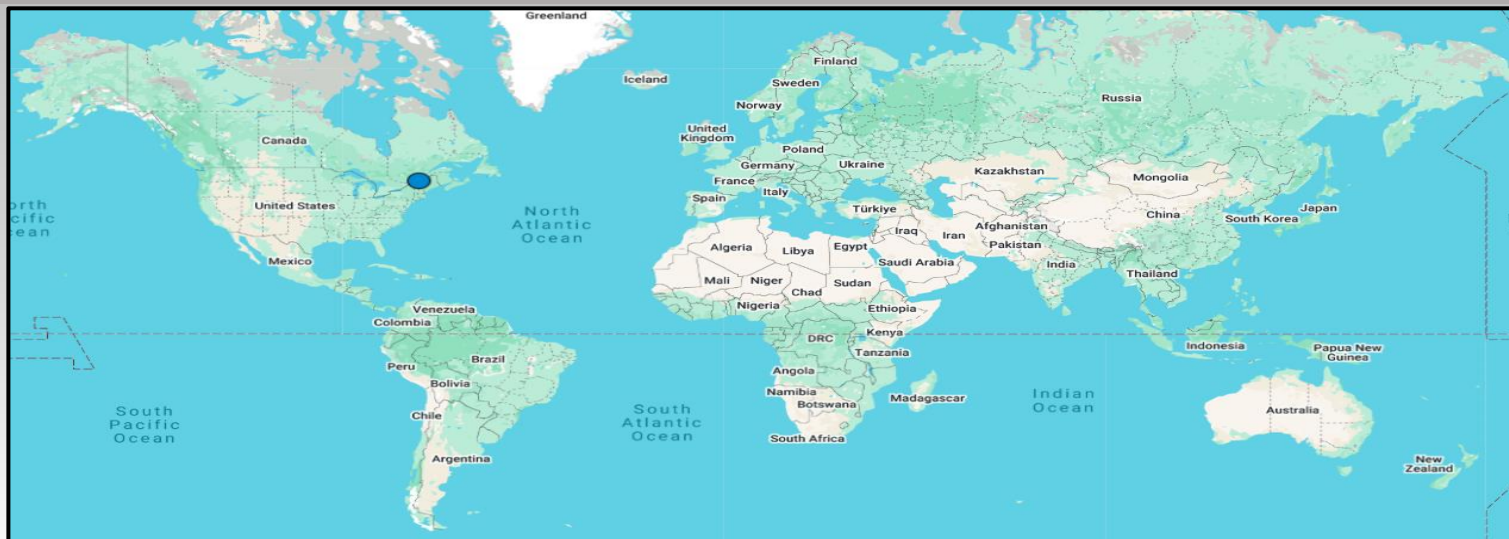 Greenland
Iceland
Finland
Sweden
Norway
Russia
United
Kingdom
Canada
Poland
Germany
Ukraine
France
Italy
Kazakhstan
Mongolia
Spain
United States
North
Atlantic
Ocean
orth
cific
cean
Türkiye
China
South Korea
Japan
Iraq
Iran
Afghanistan
Pakistan
Algeria
Libya
Egypt
Saudi Arabia
India
Mexico
Mali
Niger
Chad
Sudan
Thailand
Nigeria
Ethiopia
Venezuela
Colombia
Kenya
DRC
Indonesia
Papua New
Guinea
Tanzania
Brazil
Peru
Bolivia
Angola
Namibia
Botswana
Madagascar
Indian
Ocean
Chile
South
Pacific
Ocean
South
Atlantic
Ocean
Australia
South Africa
Argentina
New
Zealand